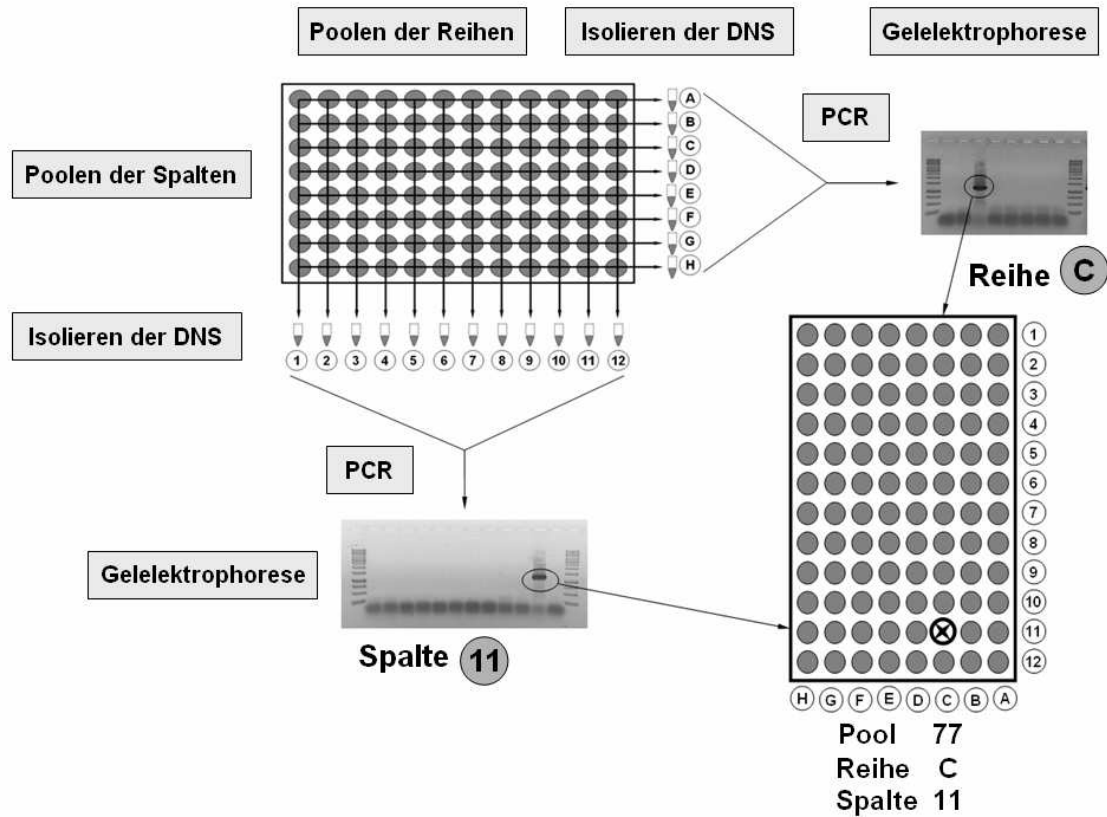 Poolen der Reihen
Isolieren der DNS
Gelelektrophorese
A
B
C
D
E
F
G
H
PCR
Poolen der Spalten
Reihe C
Isolieren der DNS
1 2 3 4 5 6 7 8 9 10 11 12
PCR
Gelelektrophorese
Spalte 11
1
2
3
4
5
6
7
8
9
10
11
12
H G F E D C B A
Pool 77
Reihe C
Spalte 11